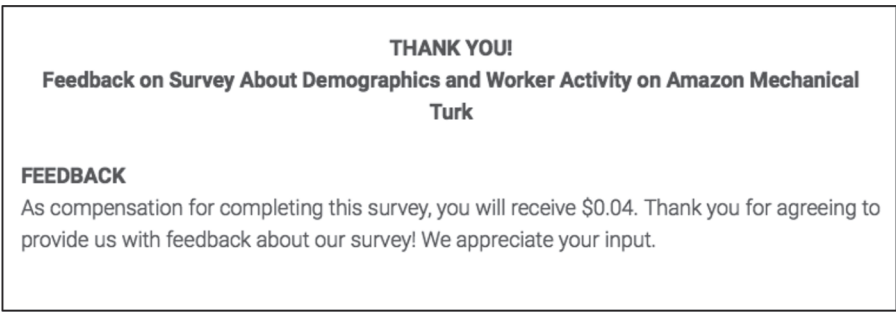 THANK YOU!
Feedback on Survey About Demographics and Worker Activity on Amazon Mechanical
Turk
FEEDBACK
As compensation for completing this survey, you will receive $0.04. Thank you for agreeing to
provide us with feedback about our survey! We appreciate your input.